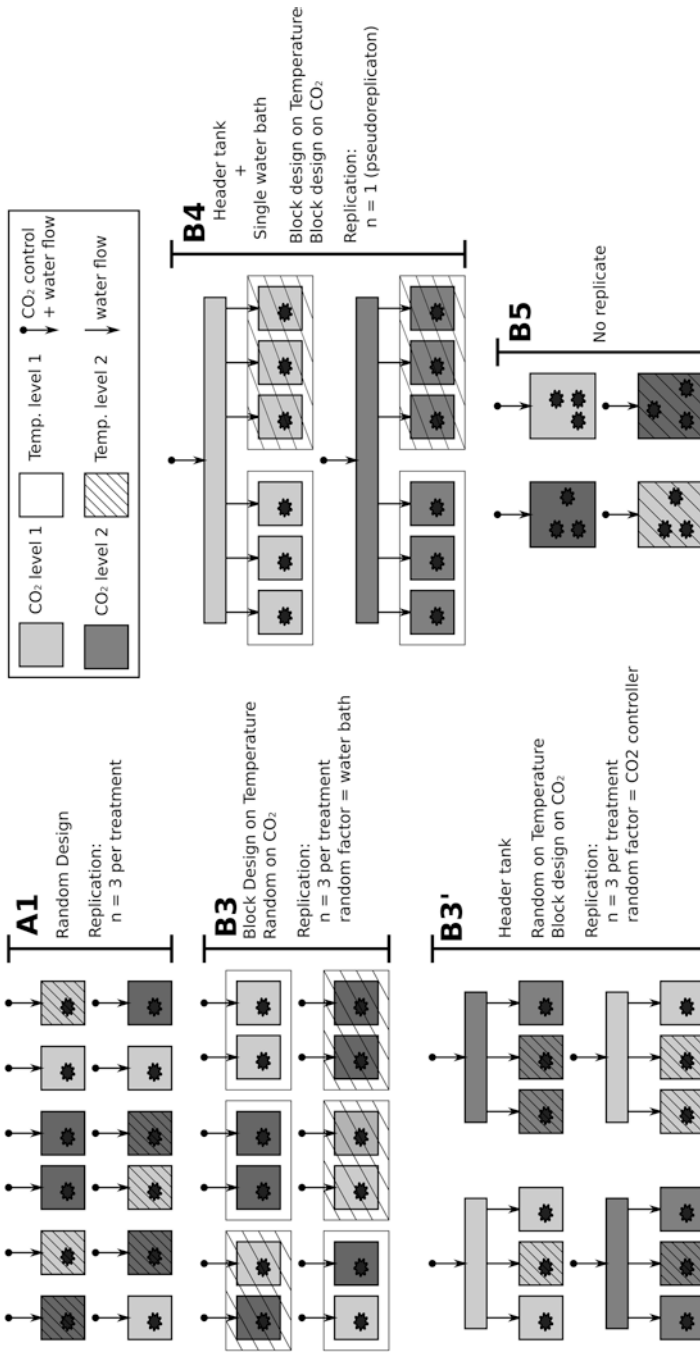 A1
Random Design
Replication:
n = 3 per treatment
CO₂ level 1
Temp. level 1
CO₂ control
+ water flow
CO₂ level 2
Temp. level 2
water flow
B3
Block Design on Temperature
Random on CO₂
Replication:
n = 3 per treatment
random factor = water bath
B4
Header tank
+
Single water bath
Block design on Temperature
Block design on CO₂
Replication:
n = 1 (pseudoreplicaton)
B3'
Header tank
Random on Temperature
Block design on CO₂
Replication:
n = 3 per treatment
random factor = CO2 controller
B5
No replicate